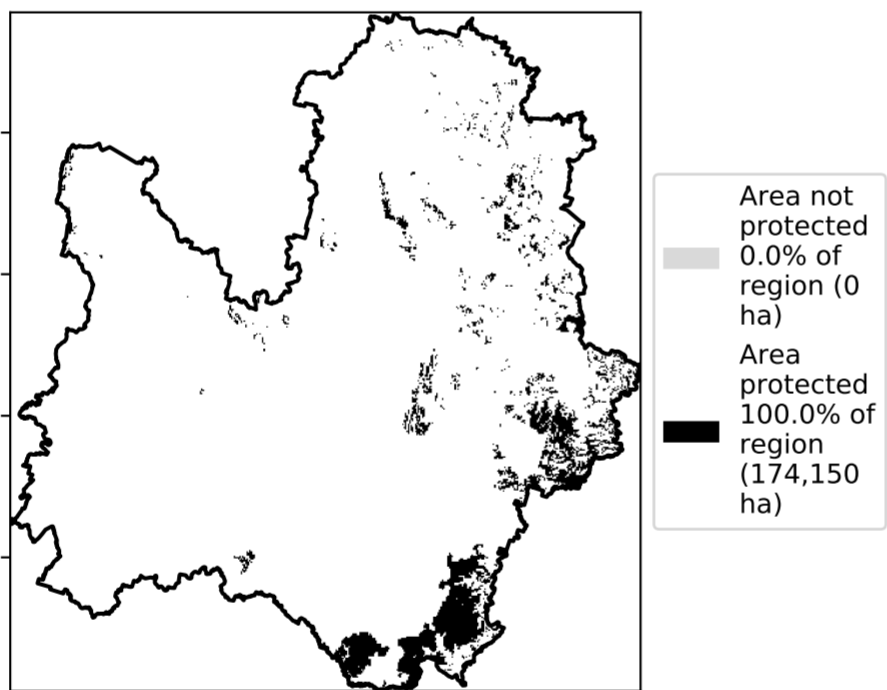 Area not
protected
0.0% of
region (0
ha)
Area
protected
100.0% of
region
(174,150
ha)